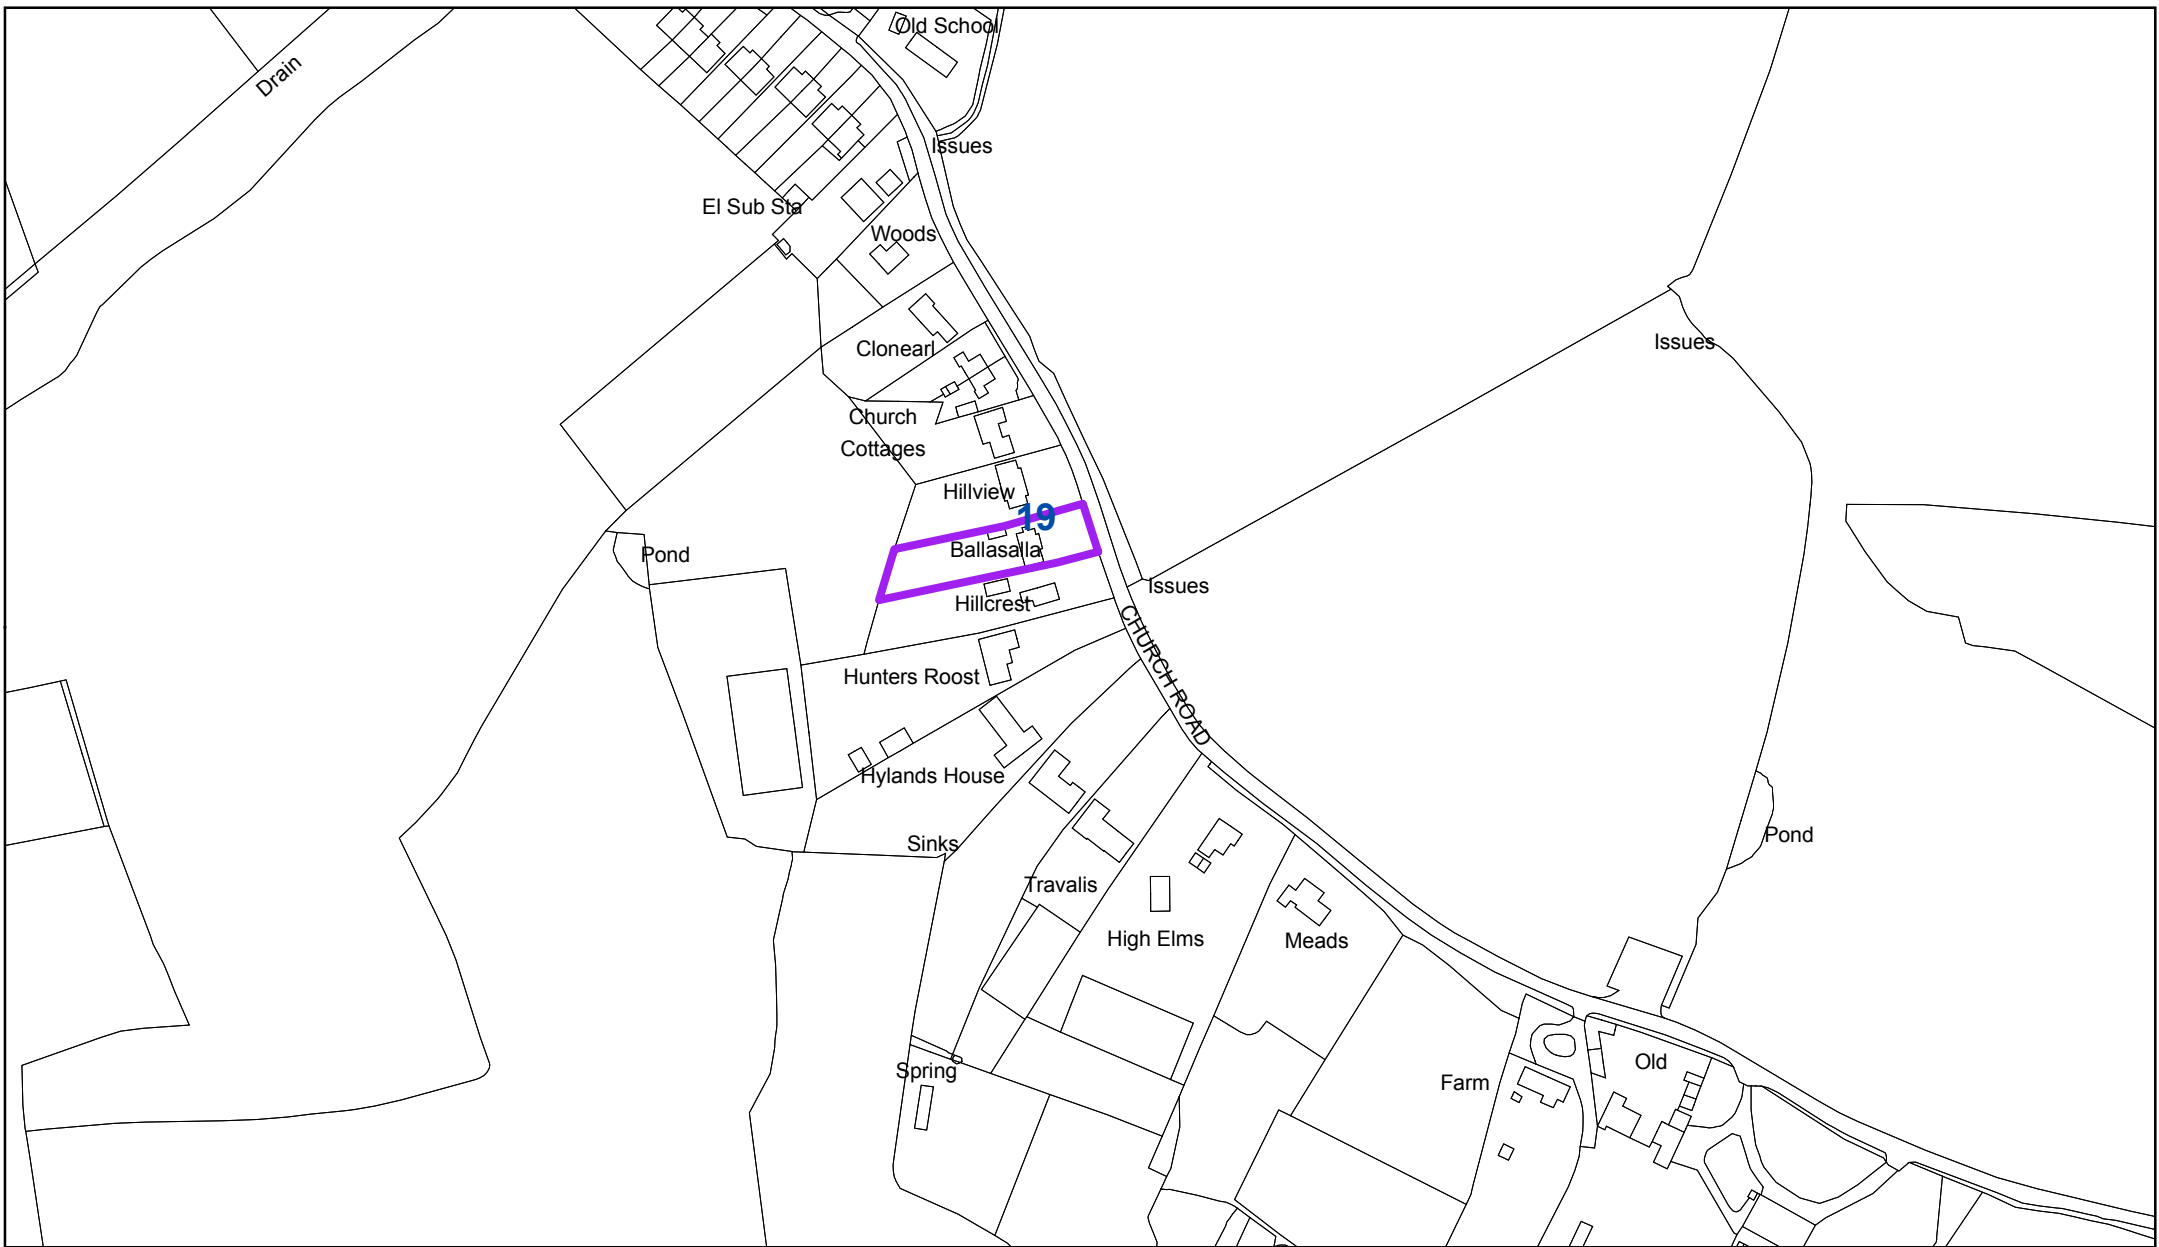 Old School
Drain
Issues
El Sub Sta
Woods
Issues
Clonearl
Church
Cottages
Hillview
19
Ballasalla
Pond
Issues
Hillcrest
CHURCH ROAD
Hunters Roost
Hylands House
Sinks
Pond
Travalis
High Elms
Meads
Old
Spring
Farm